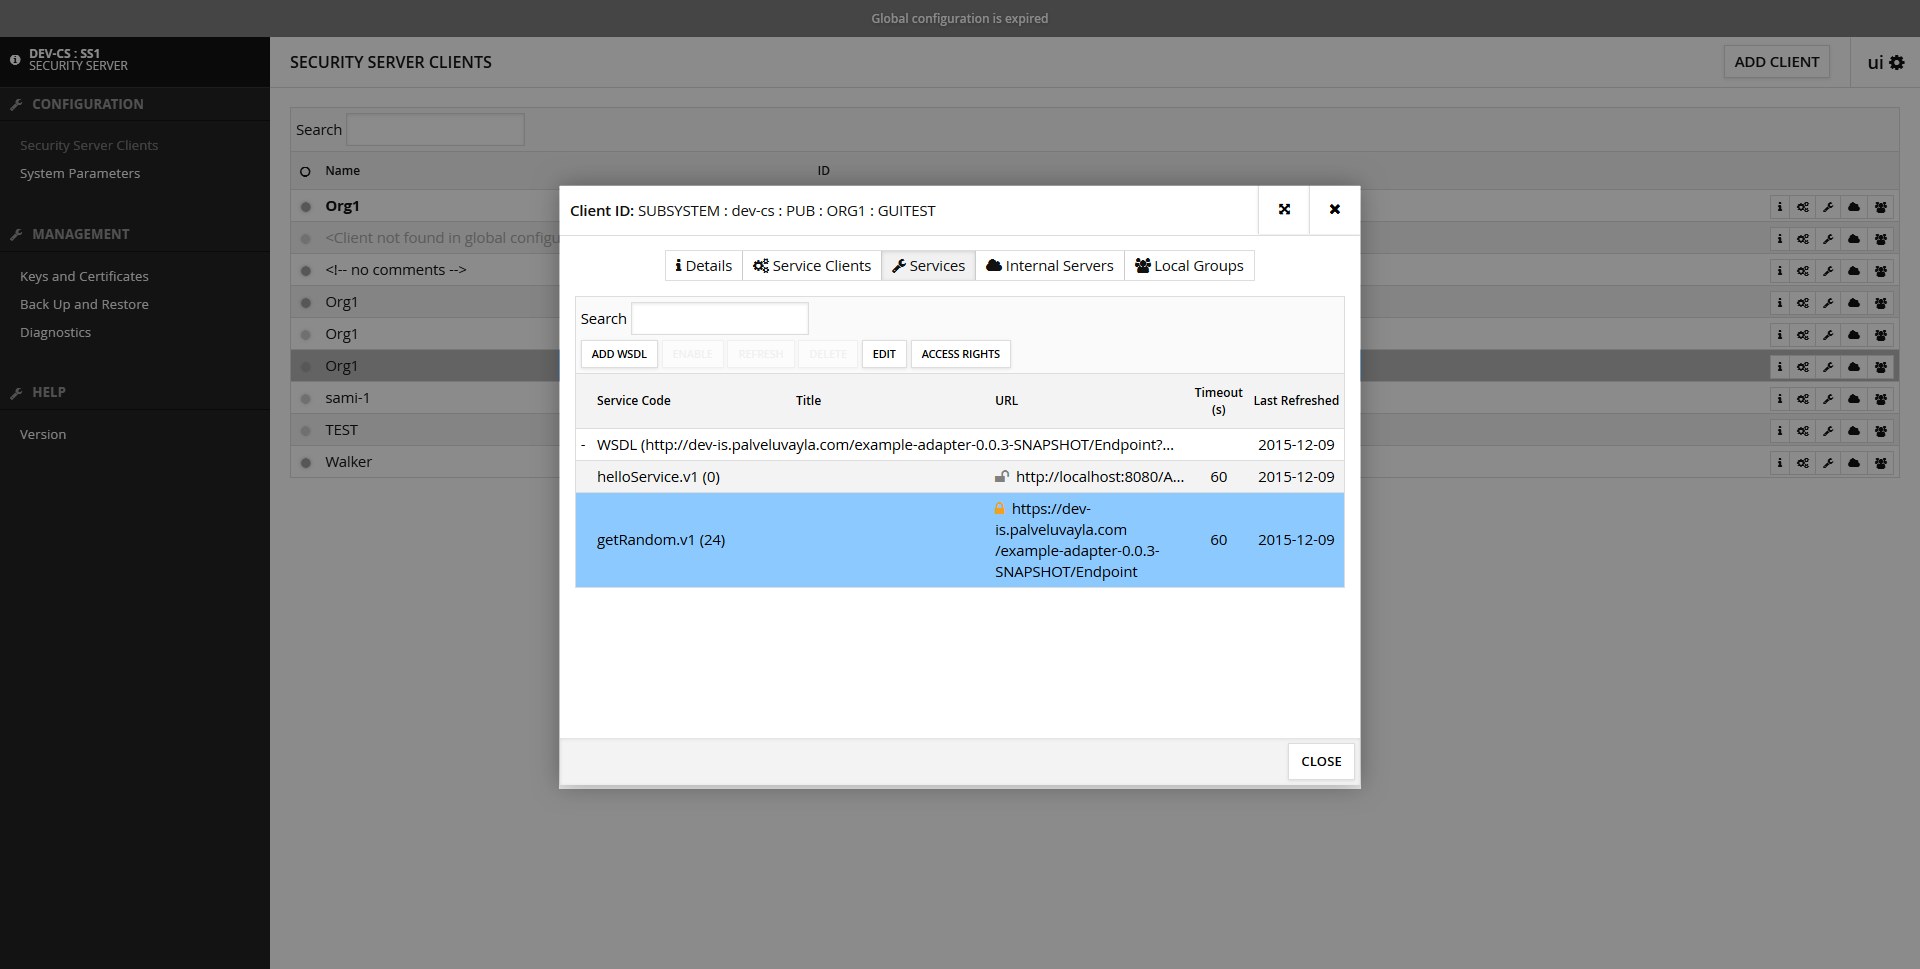 Global configuration is expired
DEV-CS : SS1
SECURITY SERVER
CONFIGURATION
Security Server Clients
System Parameters
MANAGEMENT
Keys and Certificates
Back Up and Restore
Diagnostics
HELP
Version
SECURITY SERVER CLIENTS
ADD CLIENT
ui
Search
Name ID
Org1
<Client not found in global configu
<!-- no comments -->
Org1
Org1
Org1
sami-1
TEST
Walker
Client ID: SUBSYSTEM : dev-cs : PUB : ORG1 : GUITEST
Details Service Clients Services Internal Servers Local Groups
Search
ADD WSDL ENABLE REFRESH DELETE EDIT ACCESS RIGHTS
Service Code Title URL Timeout (s) Last Refreshed
- WSDL (http://dev-is.palveluvayla.com/example-adapter-0.0.3-SNAPSHOT/Endpoint?... 2015-12-09
helloService.v1 (0) http://localhost:8080/A... 60 2015-12-09
getRandom.v1 (24) https://dev-
is.palveluvayla.com
/example-adapter-0.0.3-
SNAPSHOT/Endpoint
60 2015-12-09
CLOSE